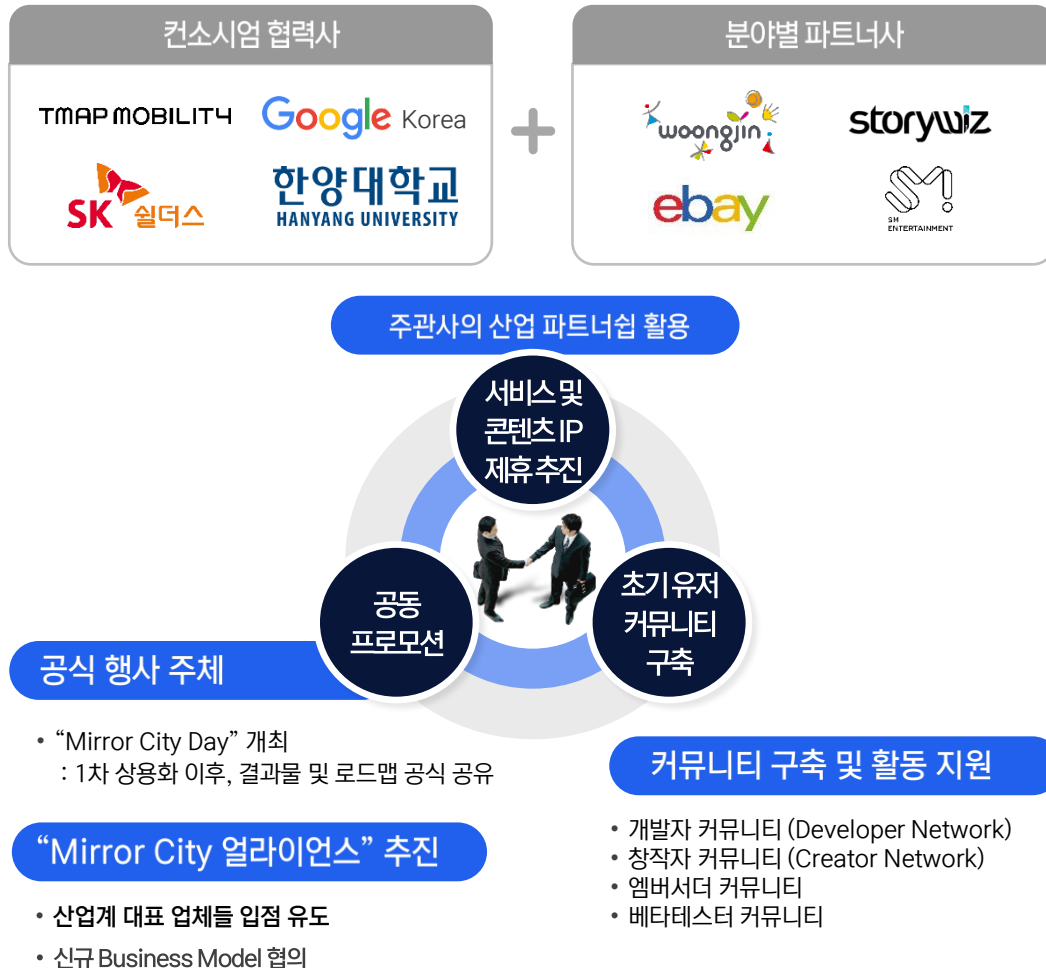 컨소시엄 협력사
TMAP MOBILITY
Google Korea
SK 쉴더스
한양대학교
HANYANG UNIVERSITY
+
분야별 파트너사
woongjin
storywiz
ebay
SM
SM
ENTERTAINMENT
주관사의 산업 파트너쉽 활용
서비스 및
콘텐츠 IP
제휴 추진
공동
프로모션
초기 유저
커뮤니티
구축
공식 행사 주체
• “Mirror City Day” 개최
: 1차 상용화 이후, 결과물 및 로드맵 공식 공유
“Mirror City 얼라이언스” 추진
• 산업계 대표 업체들 입점 유도
• 신규 Business Model 협의
커뮤니티 구축 및 활동 지원
• 개발자 커뮤니티 (Developer Network)
• 창작자 커뮤니티 (Creator Network)
• 엠버서더 커뮤니티
• 베타테스터 커뮤니티